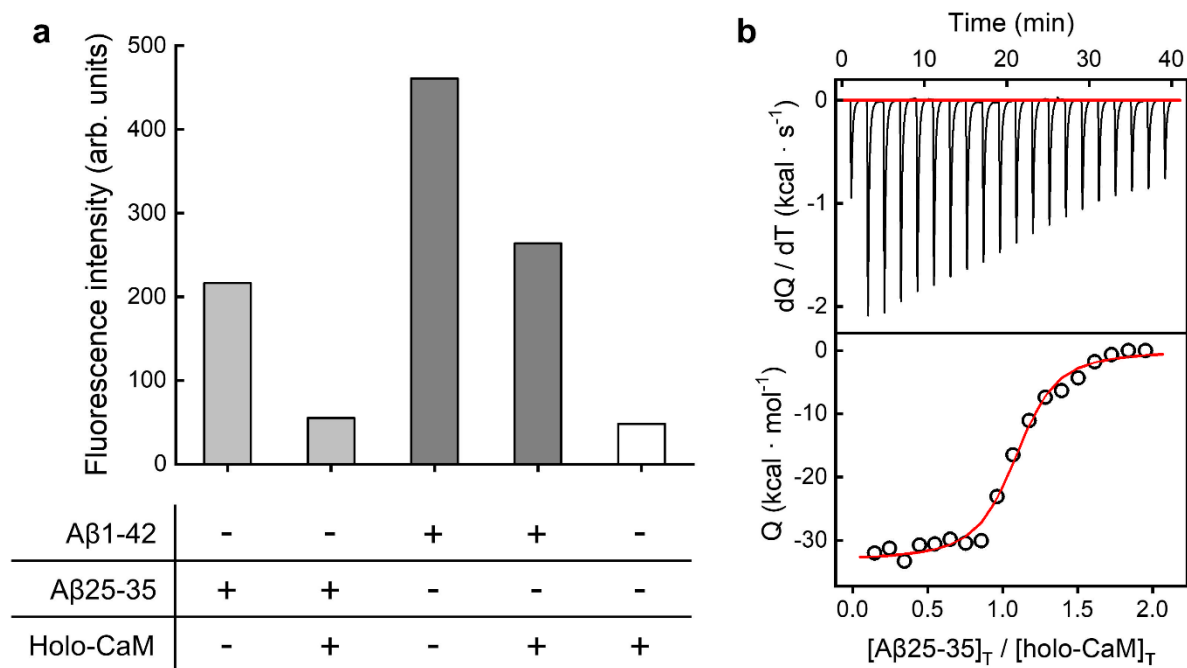 a
Fluorescence intensity (arb. units)
500
400
300
200
100
0
Aβ1-42 - - + + -
Aβ25-35 + + - - -
Holo-CaM - + - + +
b
Time (min)
0 10 20 30 40
dQ / dT (kcal · s⁻¹)
0
-1
-2
Q (kcal · mol⁻¹)
0
-10
-20
-30
0.0 0.5 1.0 1.5 2.0
[Aβ25-35]T / [holo-CaM]T